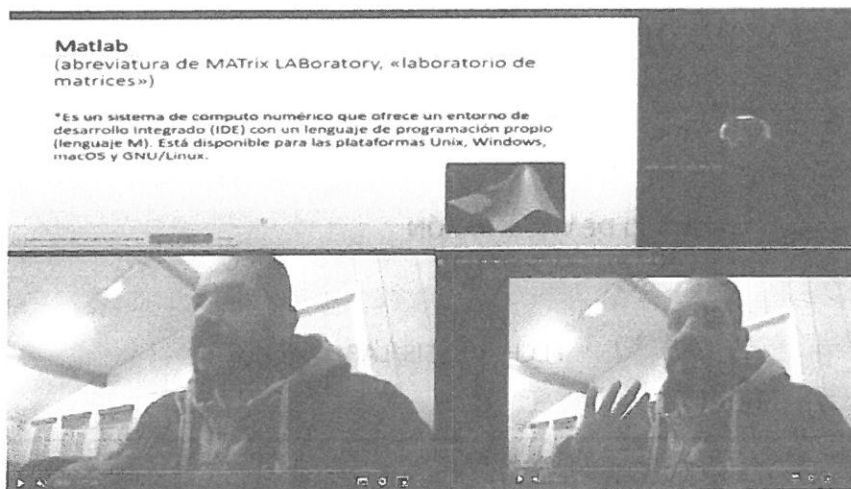 Matlab
(abreviatura de MATrix LABoratory, «laboratorio de
matrices»)
*Es un sistema de computo numérico que ofrece un entorno de
desarrollo integrado (IDE) con un lenguaje de programación propio
(lenguaje M). Está disponible para las plataformas Unix, Windows,
macOS y GNU/Linux.